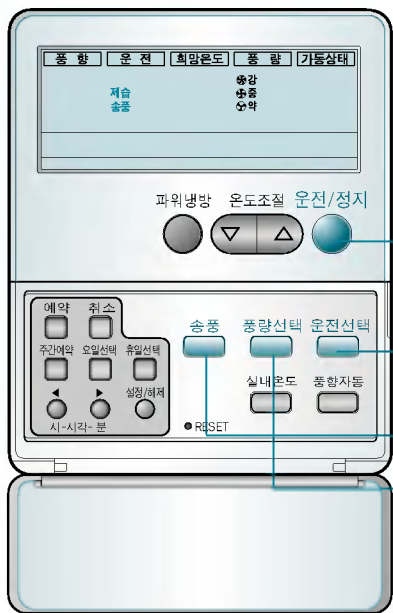 풍 향 운 전 희망온도 풍 량 가동상태
강
제습 중
송풍 약
파워냉방 온도조절 운전/정지
예약 취소
송풍 풍량선택 운전선택
주간예약 요일선택 휴일선택
실내온도 풍향자동
설정/해제
시-시각-분
RESET